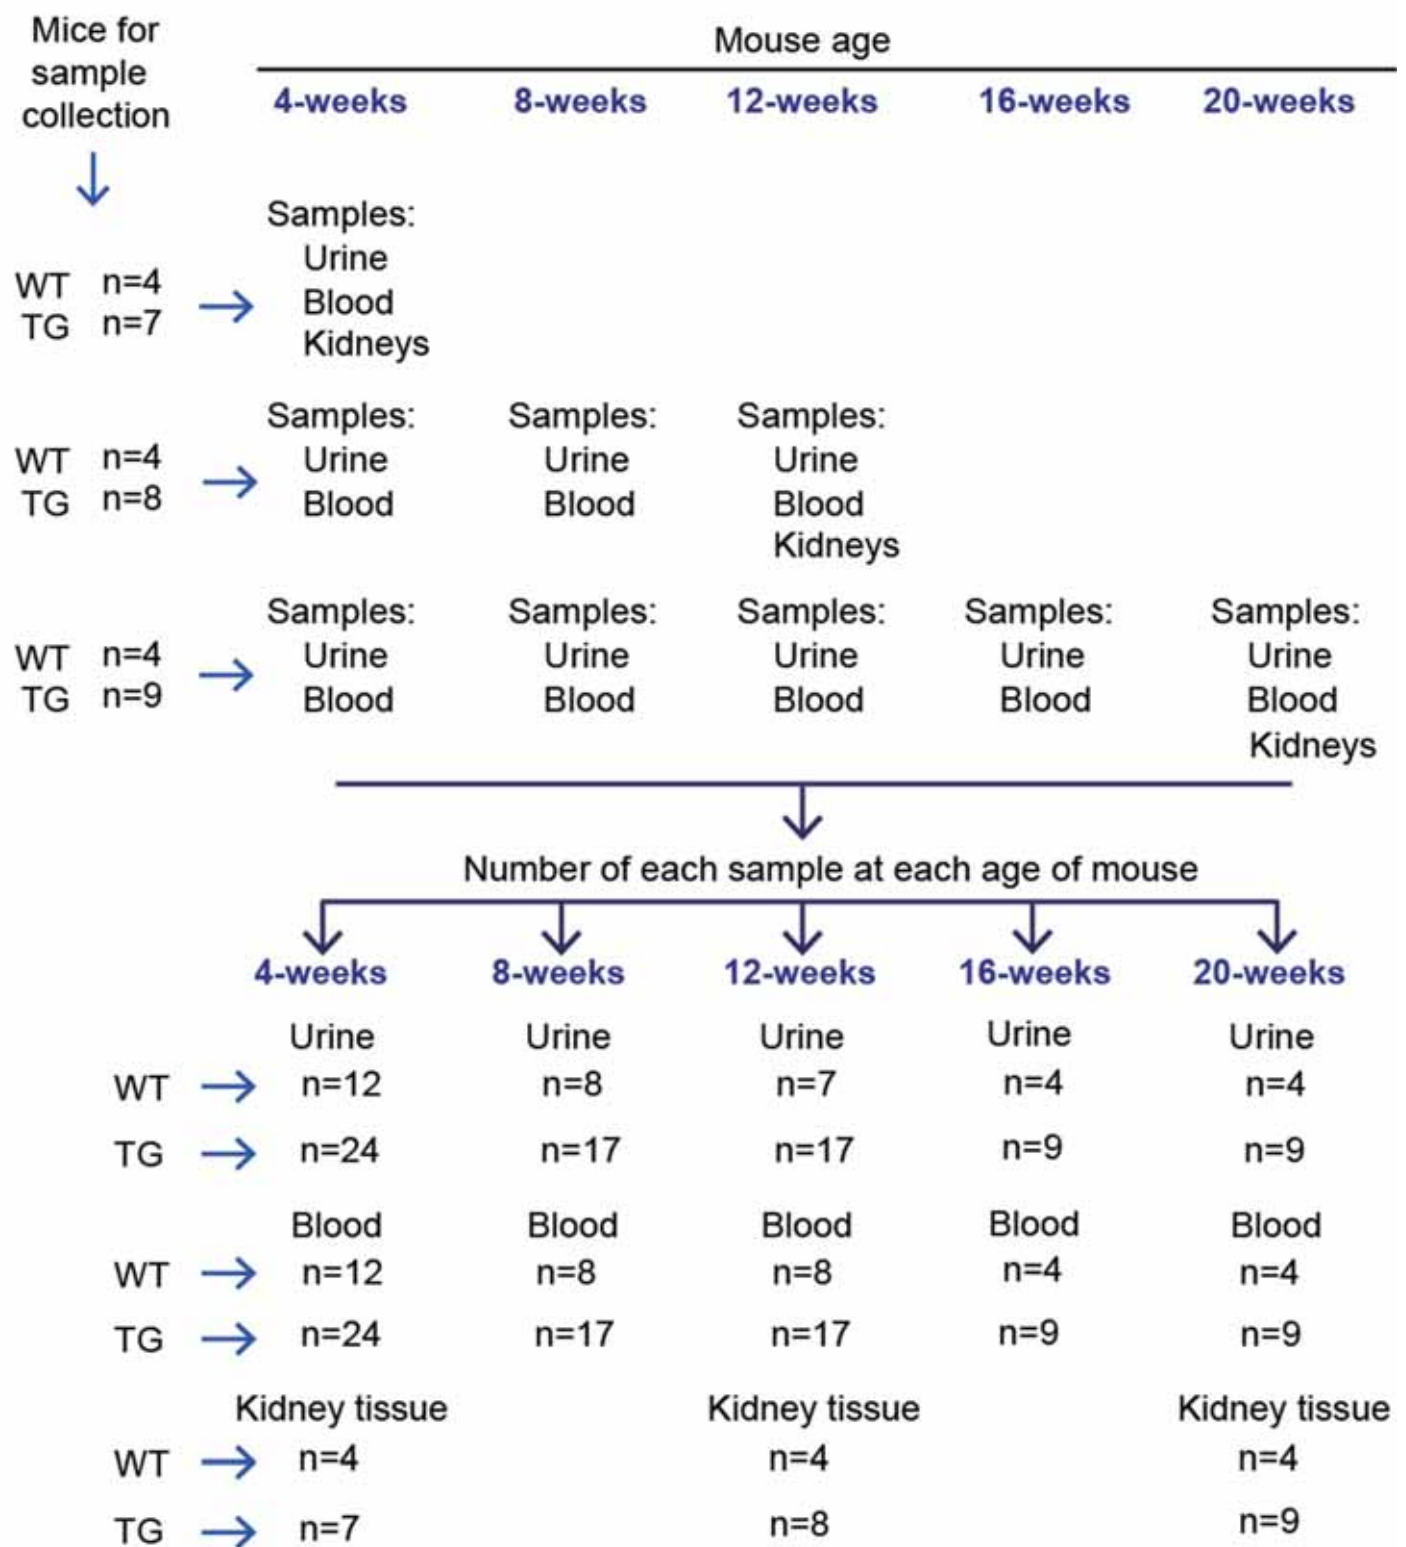 Mice for
sample
collection
Mouse age
4-weeks 8-weeks 12-weeks 16-weeks 20-weeks
Samples:
Urine
WT n=4
Blood
TG n=7
Kidneys
Samples: Samples: Samples:
WT n=4 Urine Urine Urine
TG n=8 Blood Blood Blood
Kidneys
Samples: Samples: Samples: Samples: Samples:
WT n=4 Urine Urine Urine Urine Urine
TG n=9 Blood Blood Blood Blood Blood
Kidneys
Number of each sample at each age of mouse
4-weeks 8-weeks 12-weeks 16-weeks 20-weeks
Urine Urine Urine Urine Urine
WT n=12 n=8 n=7 n=4 n=4
TG n=24 n=17 n=17 n=9 n=9
Blood Blood Blood Blood Blood
WT n=12 n=8 n=8 n=4 n=4
TG n=24 n=17 n=17 n=9 n=9
Kidney tissue Kidney tissue Kidney tissue
WT n=4 n=4 n=4
TG n=7 n=8 n=9